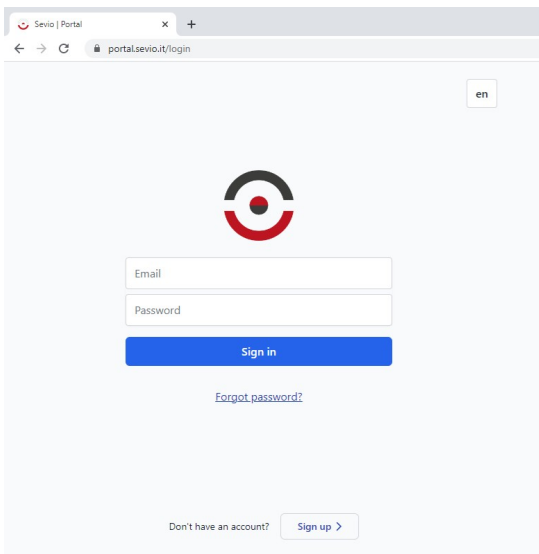 Sevio | Portal
portal.sevio.it/login
en
Email
Password
Sign in
Forgot password?
Don't have an account? Sign up